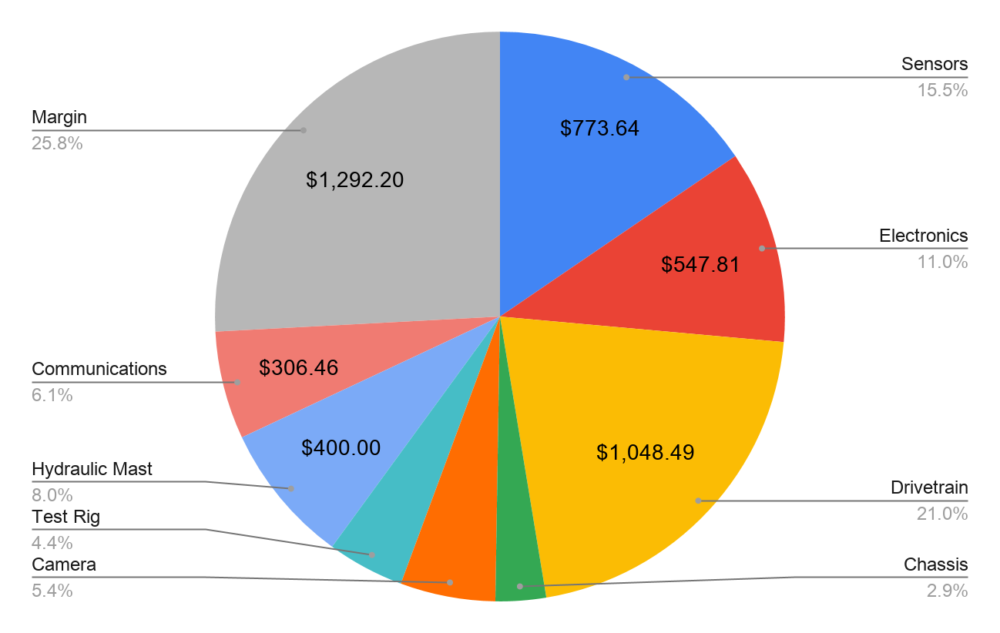 Sensors
15.5%
$773.64
Electronics
11.0%
$547.81
Drivetrain
21.0%
$1,048.49
Chassis
2.9%
Camera
5.4%
Test Rig
4.4%
Hydraulic Mast
8.0%
$400.00
Communications
6.1%
$306.46
Margin
25.8%
$1,292.20